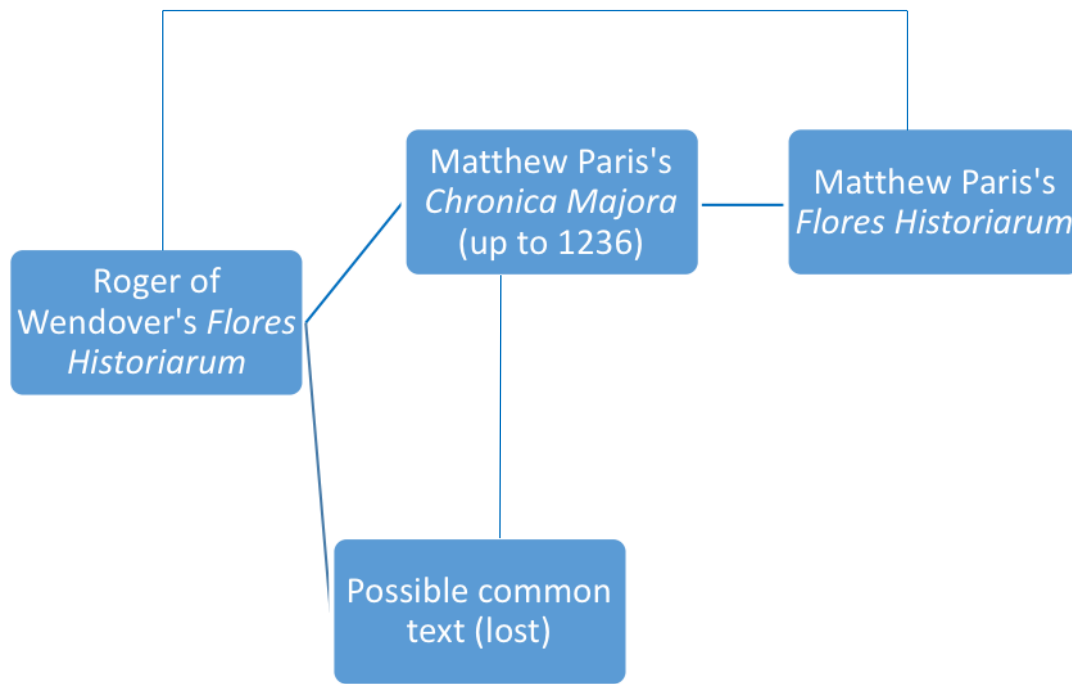 Roger of
Wendover's Flores
Historiarum
Matthew Paris's
Chronica Majora
(up to 1236)
Matthew Paris's
Flores Historiarum
Possible common
text (lost)